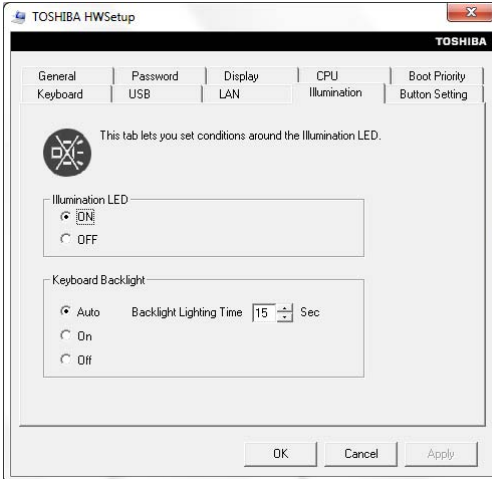 TOSHIBA HWSetup
TOSHIBA
General Password Display CPU Boot Priority
Keyboard USB LAN Illumination Button Setting
This tab lets you set conditions around the Illumination LED.
Illumination LED
ON
OFF
Keyboard Backlight
Auto Backlight Lighting Time 15 Sec
On
Off
OK Cancel Apply